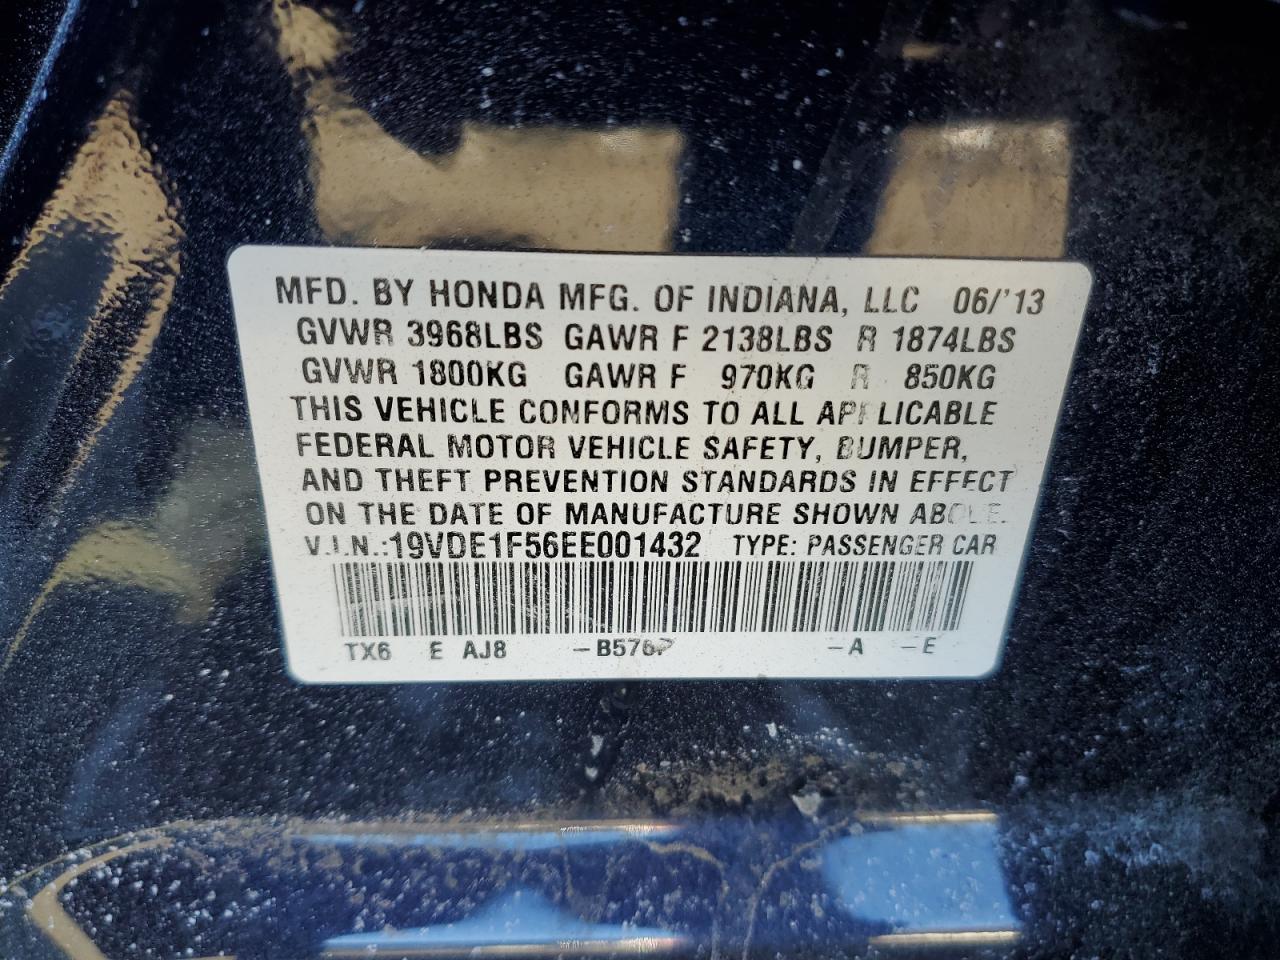 MFD. BY HONDA MFG. OF INDIANA, LLC 06/'13
GVWR 3968LBS GAWR F 2138LBS R 1874LBS
GVWR 1800KG GAWR F 970KG R 850KG
THIS VEHICLE CONFORMS TO ALL APPLICABLE
FEDERAL MOTOR VEHICLE SAFETY, BUMPER,
AND THEFT PREVENTION STANDARDS IN EFFECT
ON THE DATE OF MANUFACTURE SHOWN ABOVE.
V.I.N.:19VDE1F56EE001432 TYPE: PASSENGER CAR
TX6 E AJ8 -A -E